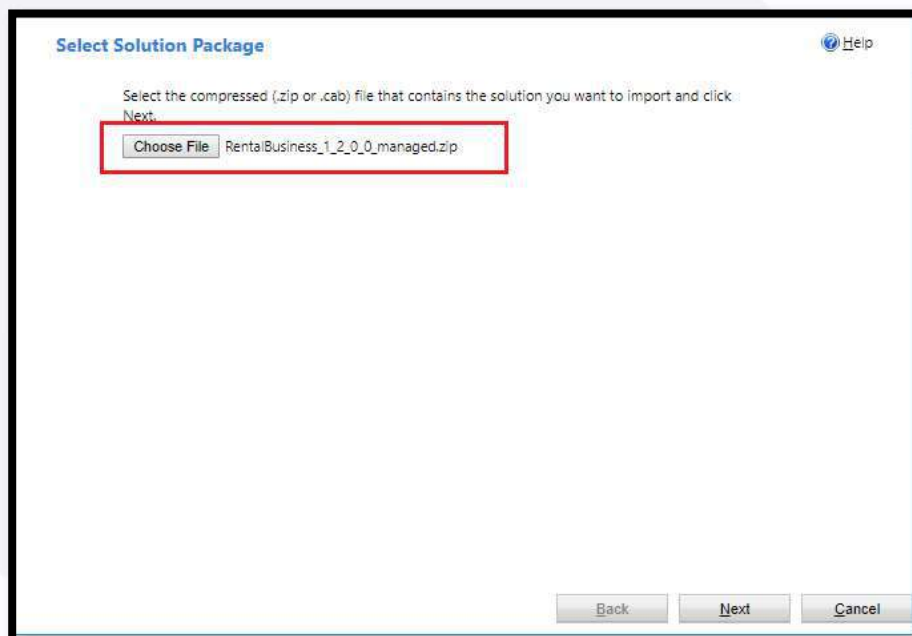 Select Solution Package
Help
Select the compressed (.zip or .cab) file that contains the solution you want to import and click
Next.
Choose File RentalBusiness_1_2_0_0_managed.zip
Back Next Cancel